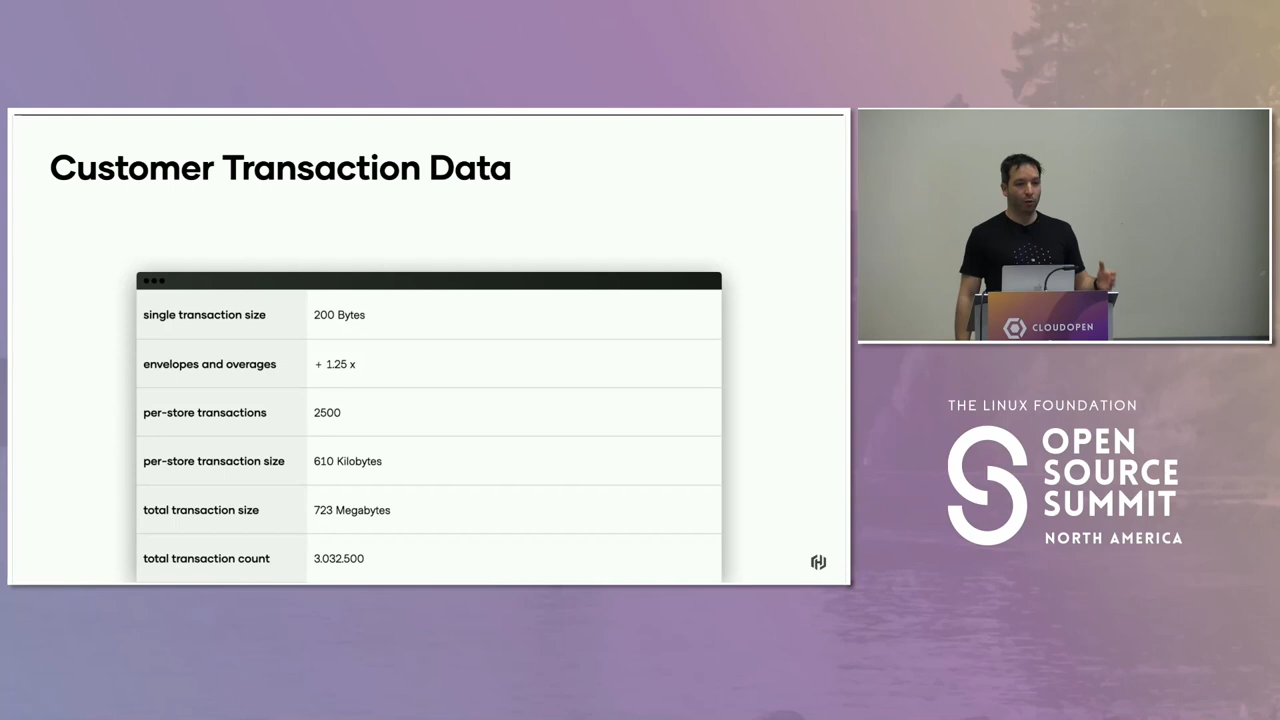 Customer Transaction Data
single transaction size 200 Bytes
envelopes and overages + 1.25 x
per-store transactions 2500
per-store transaction size 610 Kilobytes
total transaction size 723 Megabytes
total transaction count 3.032.500
CLOUDOPEN
THE LINUX FOUNDATION
OPEN
SOURCE
SUMMIT
NORTH AMERICA